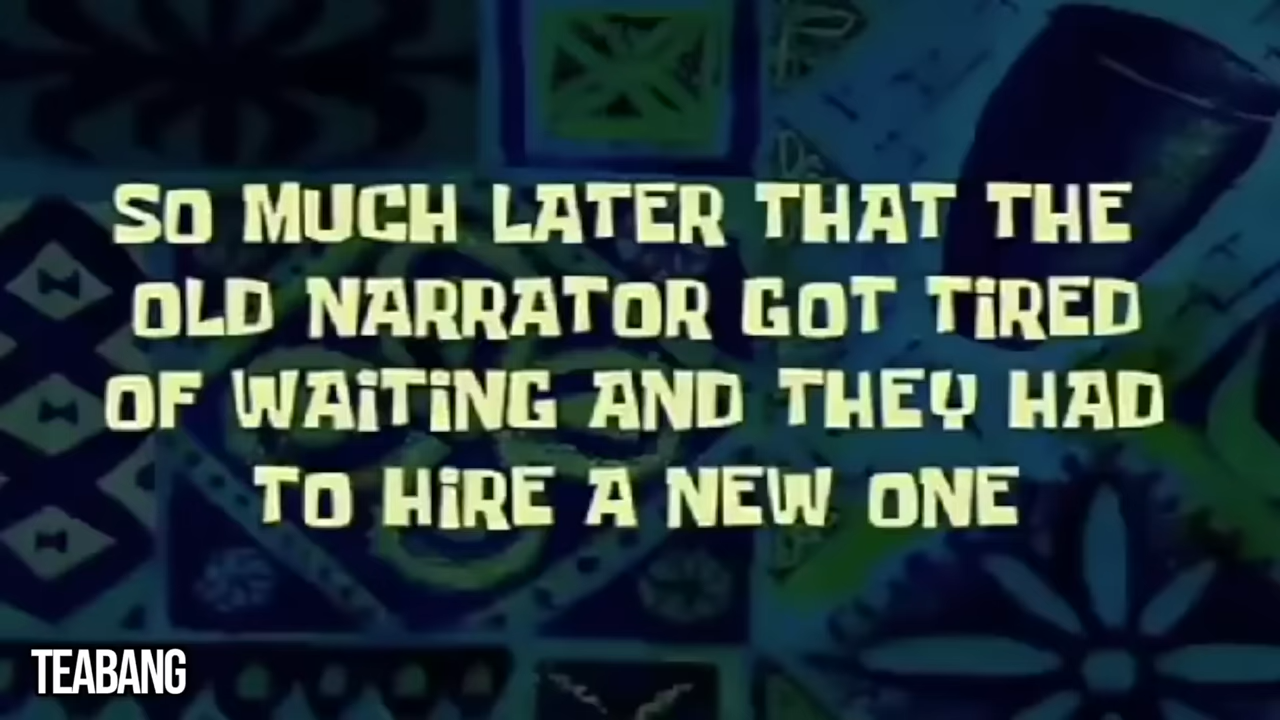 SO MUCH LATER THAT THE
OLD NARRATOR GOT TiRED
OF WAiTiNG AND THEY HAD
TO HiRE A NEW ONE
TEABANG